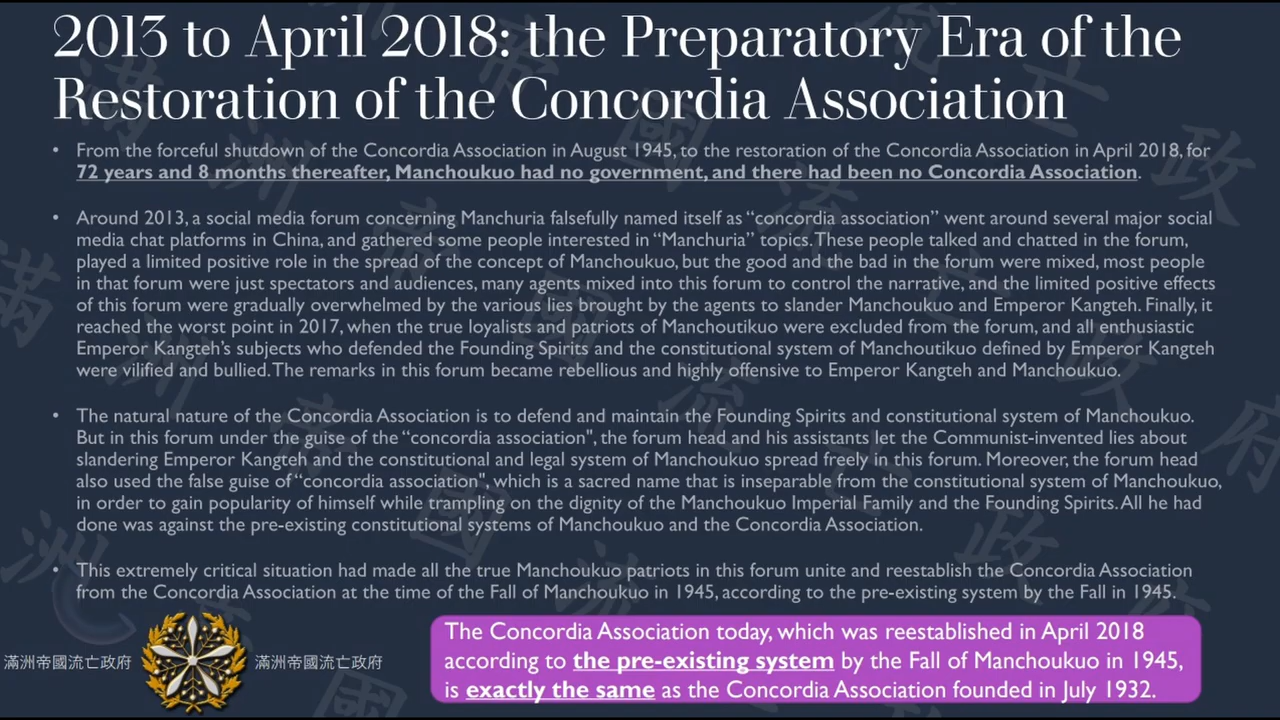 2013 to April 2018: the Preparatory Era of the
Restoration of the Concordia Association
• From the forceful shutdown of the Concordia Association in August 1945, to the restoration of the Concordia Association in April 2018, for
72 years and 8 months thereafter, Manchoukuo had no government, and there had been no Concordia Association.
• Around 2013, a social media forum concerning Manchuria falsefully named itself as “concordia association” went around several major social
media chat platforms in China, and gathered some people interested in “Manchuria” topics. These people talked and chatted in the forum,
played a limited positive role in the spread of the concept of Manchoukuo, but the good and the bad in the forum were mixed, most people
in that forum were just spectators and audiences, many agents mixed into this forum to control the narrative, and the limited positive effects
of this forum were gradually overwhelmed by the various lies bought by the agents to slander Manchoukuo and Emperor Kangteh. Finally, it
reached the worst point in 2017, when the true loyalists and patriots of Manchoutikuo were excluded from the forum, and all enthusiastic
Emperor Kangteh’s subjects who defended the Founding Spirits and the constitutional system of Manchoutikuo defined by Emperor Kangteh
were vilified and bullied. The remarks in this forum became rebellious and highly offensive to Emperor Kangteh and Manchoukuo.
• The natural nature of the Concordia Association is to defend and maintain the Founding Spirits and constitutional system of Manchoukuo.
But in this forum under the guise of the “concordia association", the forum head and his assistants let the Communist-invented lies about
slandering Emperor Kangteh and the constitutional and legal system of Manchoukuo spread freely in this forum. Moreover, the forum head
also used the false guise of “concordia association", which is a sacred name that is inseparable from the constitutional system of Manchoukuo,
in order to gain popularity of himself while trampling on the dignity of the Manchoukuo Imperial Family and the Founding Spirits. All he had
done was against the pre-existing constitutional systems of Manchoukuo and the Concordia Association.
• This extremely critical situation had made all the true Manchoukuo patriots in this forum unite and reestablish the Concordia Association
from the Concordia Association at the time of the Fall of Manchoukuo in 1945, according to the pre-existing system by the Fall in 1945.
滿洲帝國流亡政府 滿洲帝國流亡政府
The Concordia Association today, which was reestablished in April 2018
according to the pre-existing system by the Fall of Manchoukuo in 1945,
is exactly the same as the Concordia Association founded in July 1932.